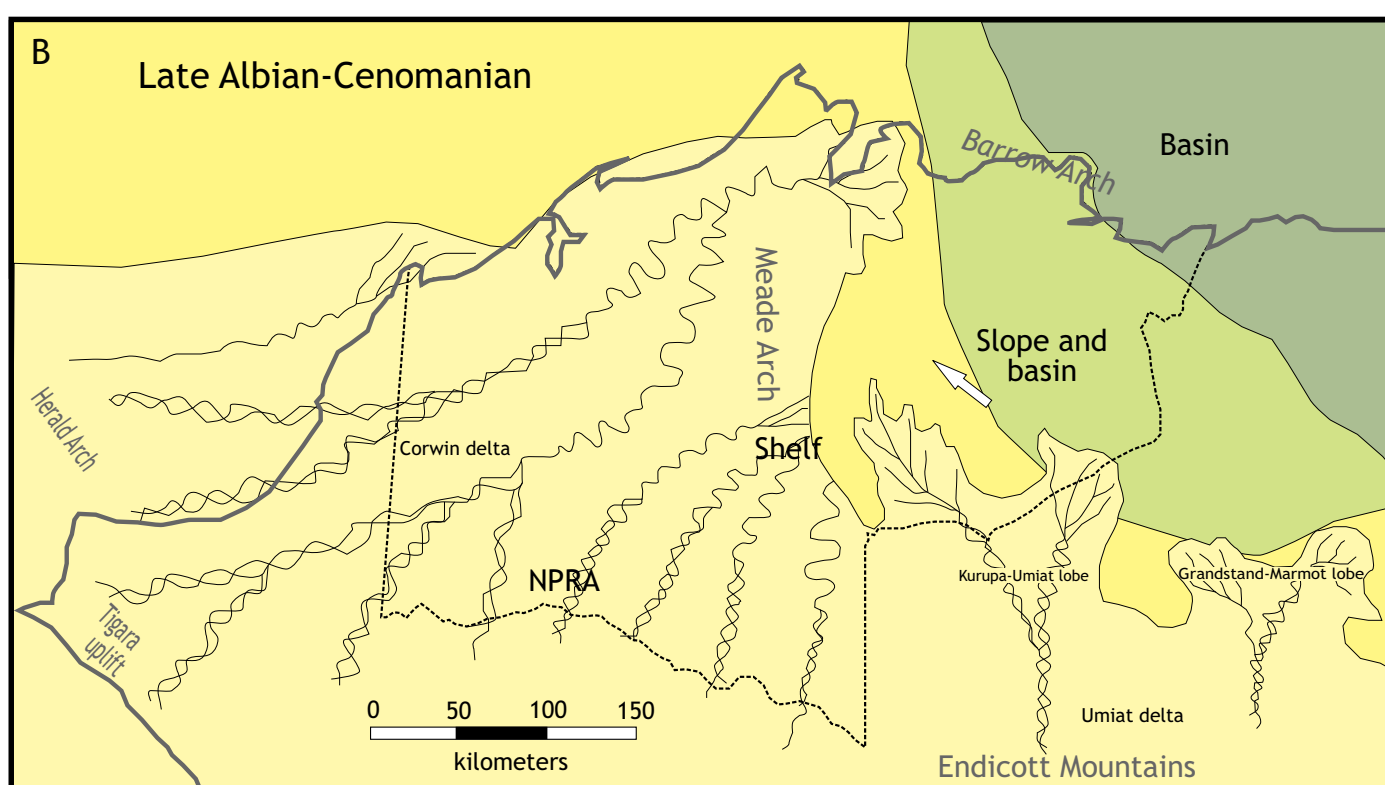 B
Late Albian-Cenomanian
Basin
Barrow Arch
Meade Arch
Slope and
basin
Herald Arch
Corwin delta
Shelf
NPRA
Kurupa-Umiat lobe
Grandstand-Marmot lobe
Tigara
uplift
0 50 100 150
kilometers
Umiat delta
Endicott Mountains